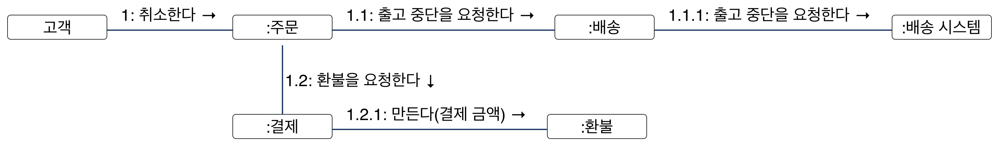 고객
1: 취소한다 →
:주문
1.1: 출고 중단을 요청한다 →
:배송
1.1.1: 출고 중단을 요청한다 →
:배송 시스템
1.2: 환불을 요청한다 ↓
:결제
1.2.1: 만든다(결제 금액) →
:환불